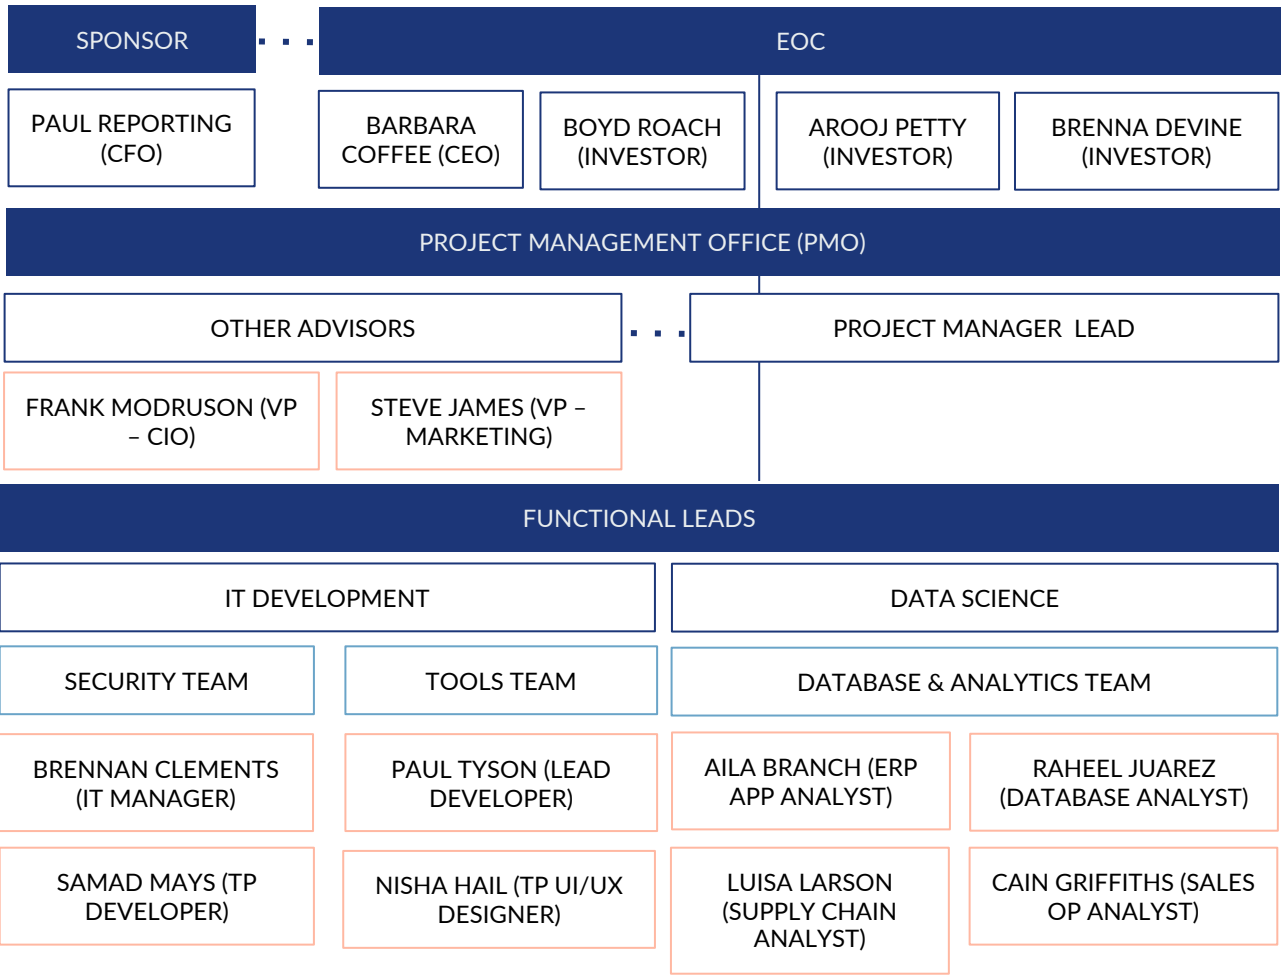 SPONSOR
EOC
PAUL REPORTING
(CFO)
BARBARA
COFFEE (CEO)
BOYD ROACH
(INVESTOR)
AROOJ PETTY
(INVESTOR)
BRENNA DEVINE
(INVESTOR)
PROJECT MANAGEMENT OFFICE (PMO)
OTHER ADVISORS
PROJECT MANAGER LEAD
FRANK MODRUSON (VP
– CIO)
STEVE JAMES (VP –
MARKETING)
FUNCTIONAL LEADS
IT DEVELOPMENT
DATA SCIENCE
SECURITY TEAM
TOOLS TEAM
DATABASE & ANALYTICS TEAM
BRENNAN CLEMENTS
(IT MANAGER)
PAUL TYSON (LEAD
DEVELOPER)
AILA BRANCH (ERP
APP ANALYST)
RAHEEL JUAREZ
(DATABASE ANALYST)
SAMAD MAYS (TP
DEVELOPER)
NISHA HAIL (TP UI/UX
DESIGNER)
LUISA LARSON
(SUPPLY CHAIN
ANALYST)
CAIN GRIFFITHS (SALES
OP ANALYST)